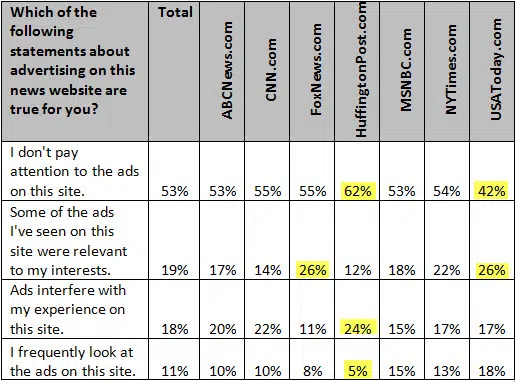 Which of the Total ABCNews.com CNN.com FoxNews.com HuffingtonPost.com MSNBC.com NYTimes.com USAToday.com
following
statements about
advertising on this
news website are
true for you?
I don't pay
attention to the ads
on this site. 53% 53% 55% 55% 62% 53% 54% 42%
Some of the ads
I've seen on this
site were relevant
to my interests. 19% 17% 14% 26% 12% 18% 22% 26%
Ads interfere with
my experience on
this site. 18% 20% 22% 11% 24% 15% 17% 17%
I frequently look at
the ads on this site. 11% 10% 10% 8% 5% 15% 13% 18%